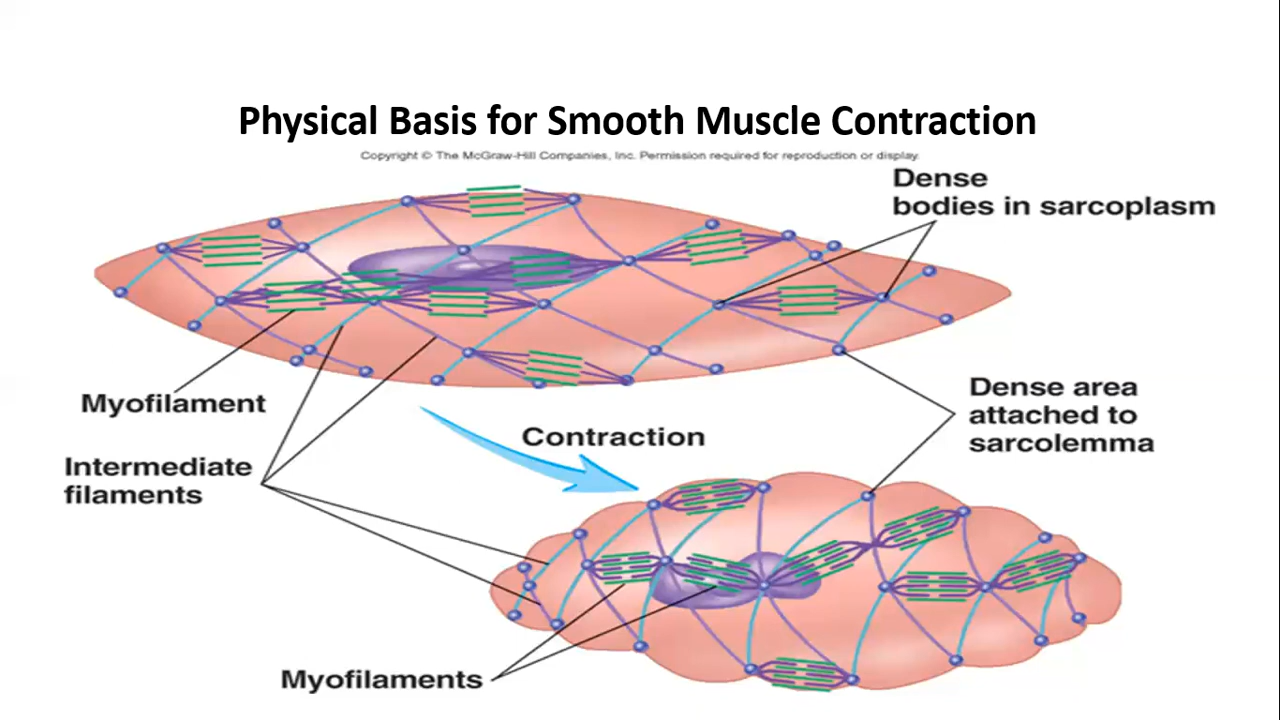 Physical Basis for Smooth Muscle Contraction
Copyright © The McGraw-Hill Companies, Inc. Permission required for reproduction or display.
Dense
bodies in sarcoplasm
Myofilament
Dense area
attached to
sarcolemma
Contraction
Intermediate
filaments
Myofilaments